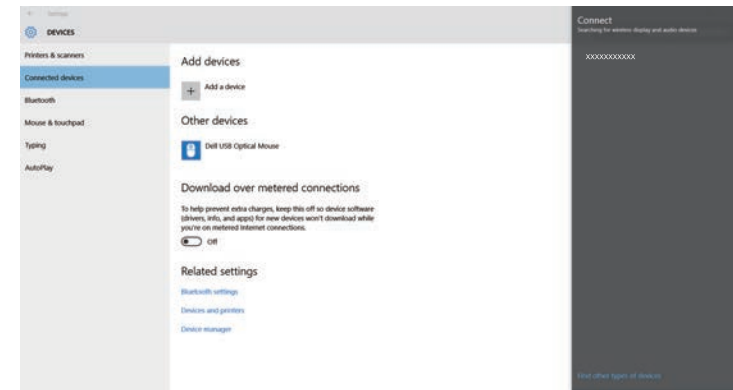 Settings
DEVICES
Printers & scanners
Connected devices
Bluetooth
Mouse & touchpad
Typing
AutoPlay
Add devices
Add a device
Other devices
Dell USB Optical Mouse
Download over metered connections
To help prevent extra charges, keep this off so device software
(drivers, info, and apps) for new devices won't download while
you're on metered Internet connections.
Off
Related settings
Bluetooth settings
Devices and printers
Device manager
Connect
Searching for wireless display and audio devices
xxxxxxxxxxx
Find other types of devices